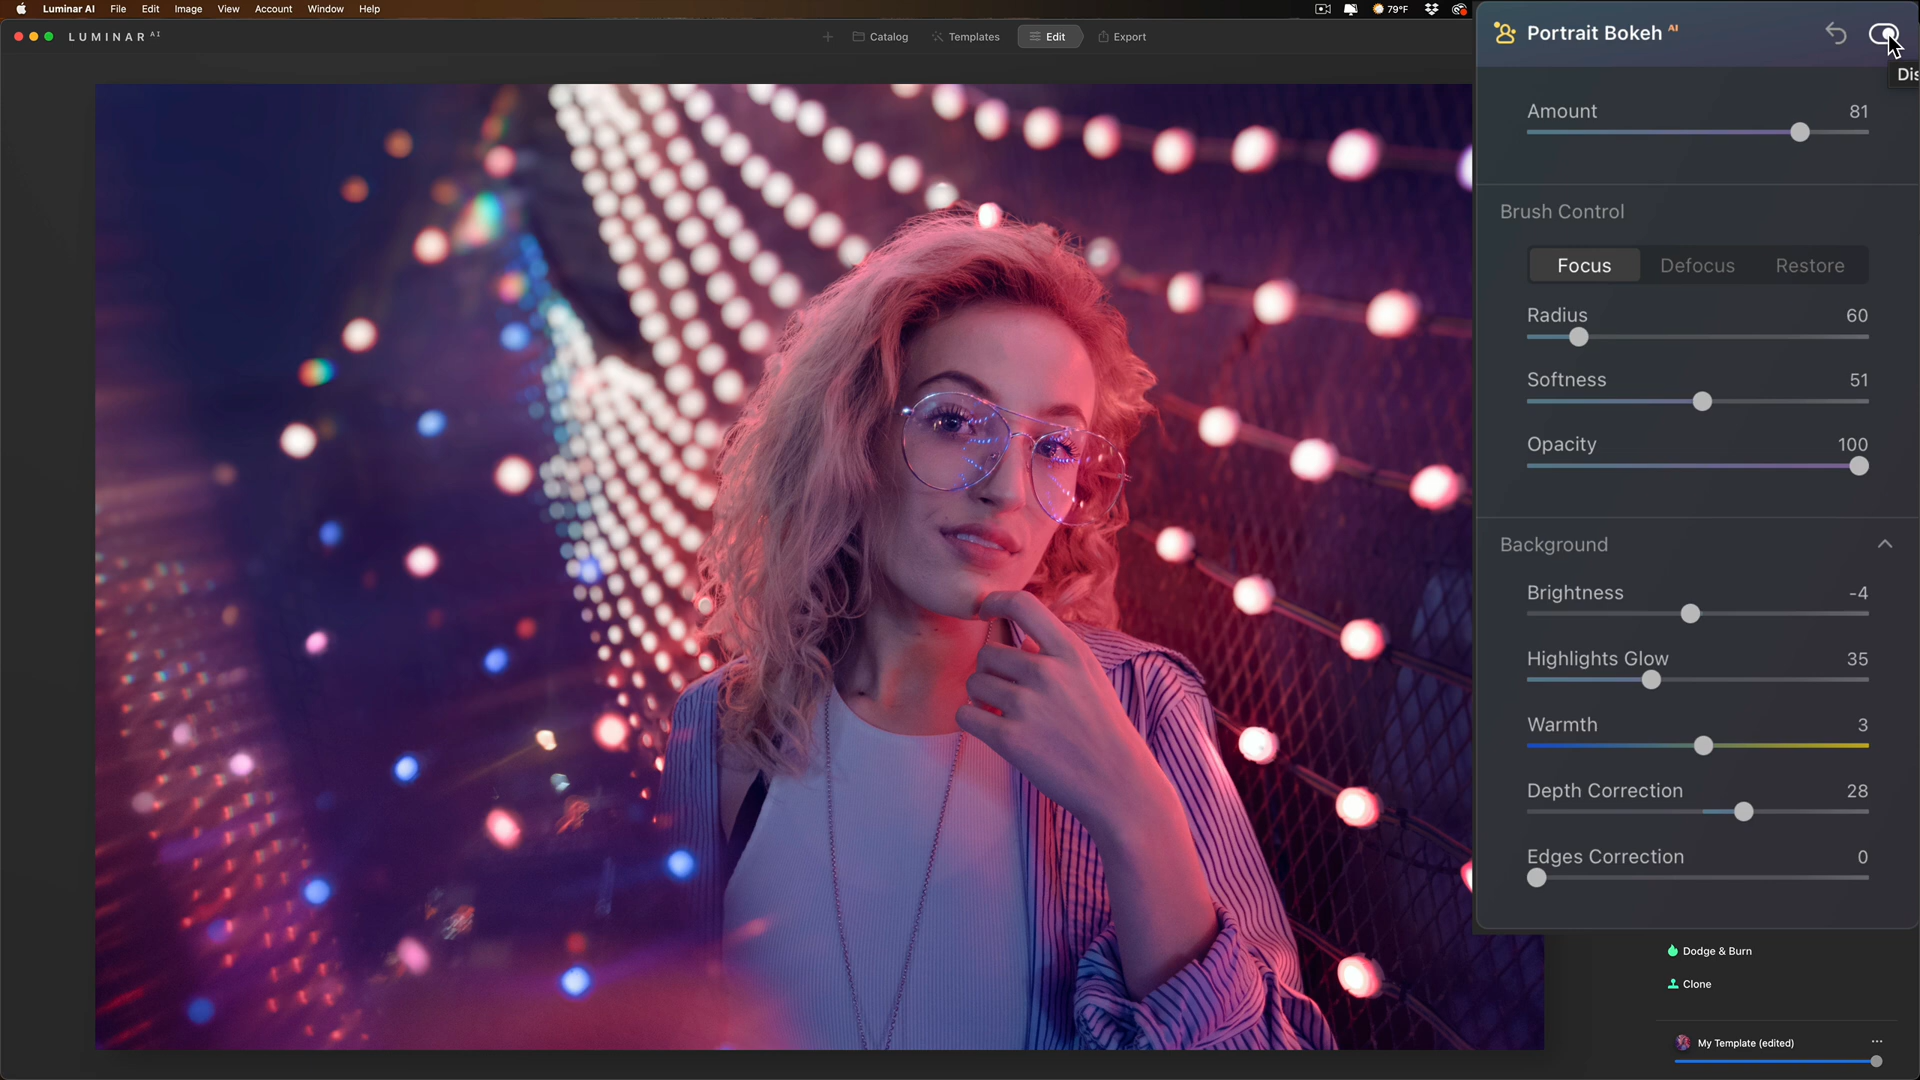 Luminar AI File Edit Image View Account Window Help 79°F
LUMINAR AI Catalog Templates Edit Export
Portrait Bokeh AI
Dis
Amount 81
Brush Control
Focus Defocus Restore
Radius 60
Softness 51
Opacity 100
Background
Brightness -4
Highlights Glow 35
Warmth 3
Depth Correction 28
Edges Correction 0
Dodge & Burn
Clone
My Template (edited)